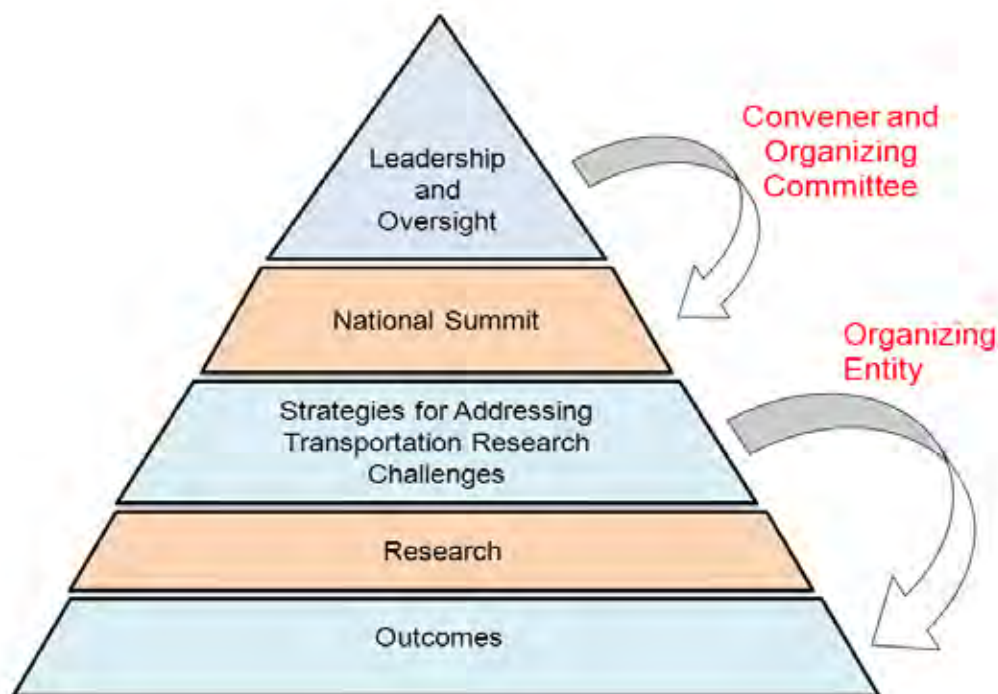 Leadership
and
Oversight
Convener and
Organizing
Committee
National Summit
Organizing
Entity
Strategies for Addressing
Transportation Research
Challenges
Research
Outcomes